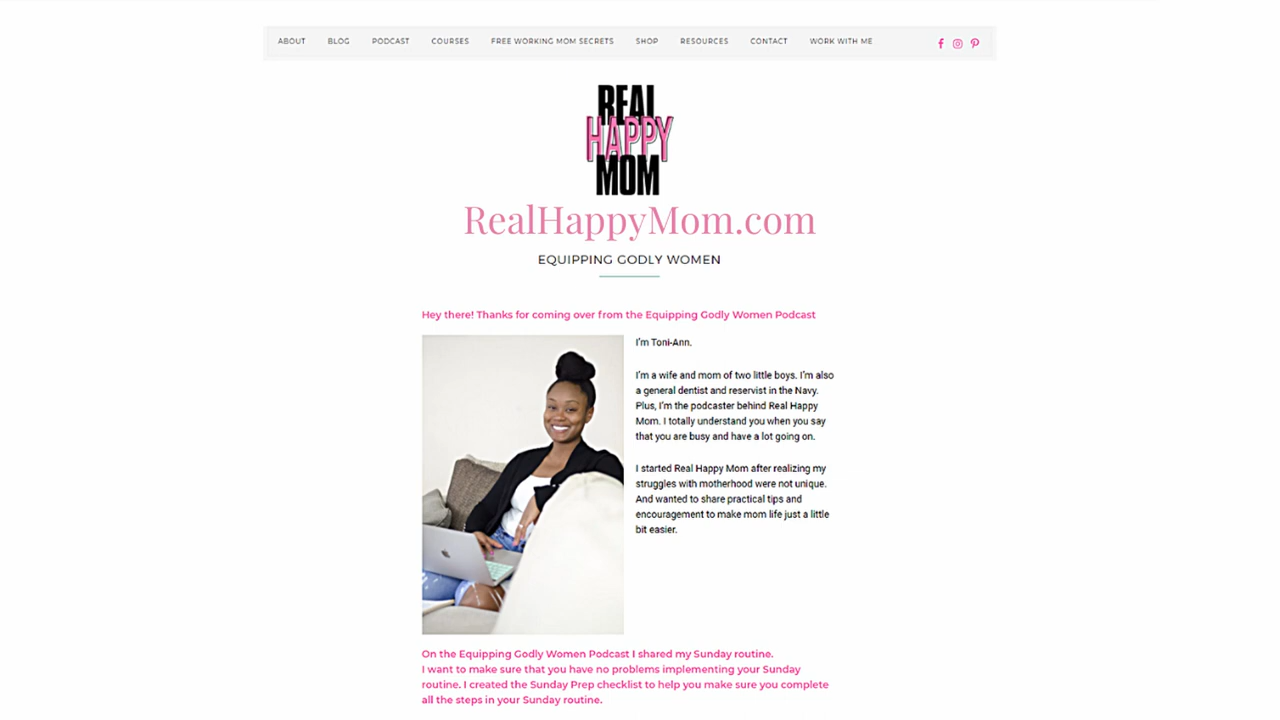 ABOUT BLOG PODCAST COURSES FREE WORKING MOM SECRETS SHOP RESOURCES CONTACT WORK WITH ME
REAL
HAPPY
MOM
RealHappyMom.com
EQUIPPING GODLY WOMEN
Hey there! Thanks for coming over from the Equipping Godly Women Podcast
I'm Toni-Ann.
I'm a wife and mom of two little boys. I'm also
a general dentist and reservist in the Navy.
Plus, I'm the podcaster behind Real Happy
Mom. I totally understand you when you say
that you are busy and have a lot going on.
I started Real Happy Mom after realizing my
struggles with motherhood were not unique.
And wanted to share practical tips and
encouragement to make mom life just a little
bit easier.
On the Equipping Godly Women Podcast I shared my Sunday routine.
I want to make sure that you have no problems implementing your Sunday
routine. I created the Sunday Prep checklist to help you make sure you complete
all the steps in your Sunday routine.